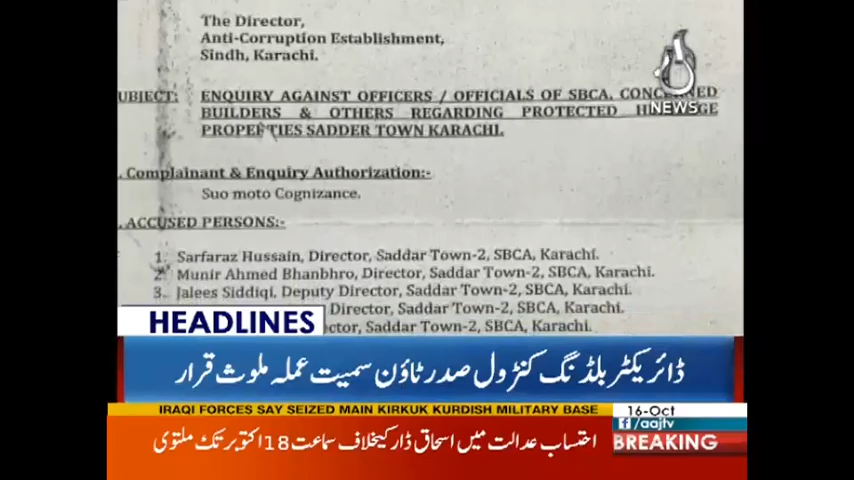 The Director,
Anti-Corruption Establishment,
Sindh, Karachi.
UBJECT: ENQUIRY AGAINST OFFICERS / OFFICIALS OF SBCA, CONCERNED
BUILDERS & OTHERS REGARDING PROTECTED
PROPERTIES SADDER TOWN KARACHI.
NEWS
. Complainant & Enquiry Authorization:-
Suo moto Cognizance.
. ACCUSED PERSONS:-
1. Sarfaraz Hussain, Director, Saddar Town-2, SBCA, Karachi.
2. Munir Ahmed Bhanbhro, Director, Saddar Town-2, SBCA, Karachi.
3. Jalees Siddiqi, Deputy Director, Saddar Town-2, SBCA, Karachi.
Director, Saddar Town-2, SBCA, Karachi.
ctor, Saddar Town-2, SBCA, Karachi.
HEADLINES
ڈائریکٹر بلڈنگ کنٹرول صدر ٹاؤن سمیت عملہ ملوث قرار
IRAQI FORCES SAY SEIZED MAIN KIRKUK KURDISH MILITARY BASE
16-Oct
f/aajtv
BREAKING
احتساب عدالت میں اسحاق ڈار کیخلاف سماعت 18 اکتوبر تک ملتوی